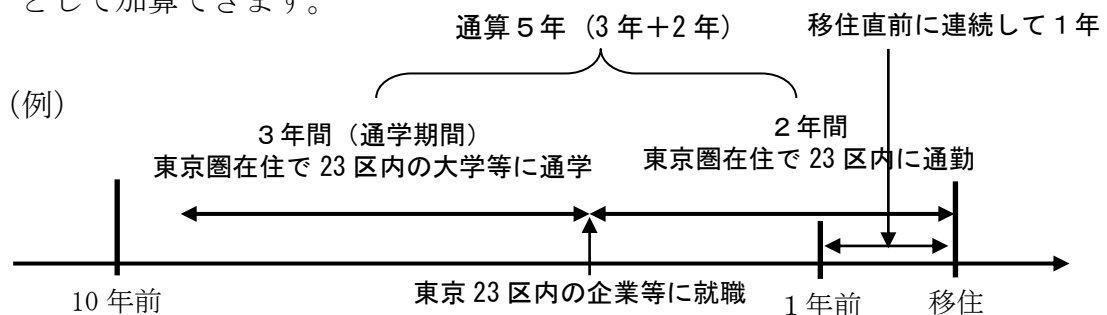 として加算できます。
通算５年（3年＋2年）
移住直前に連続して１年
（例）
３年間（通学期間）
東京圏在住で 23 区内の大学等に通学
２年間
東京圏在住で 23 区内に通勤
10 年前
東京 23 区内の企業等に就職
１年前
移住